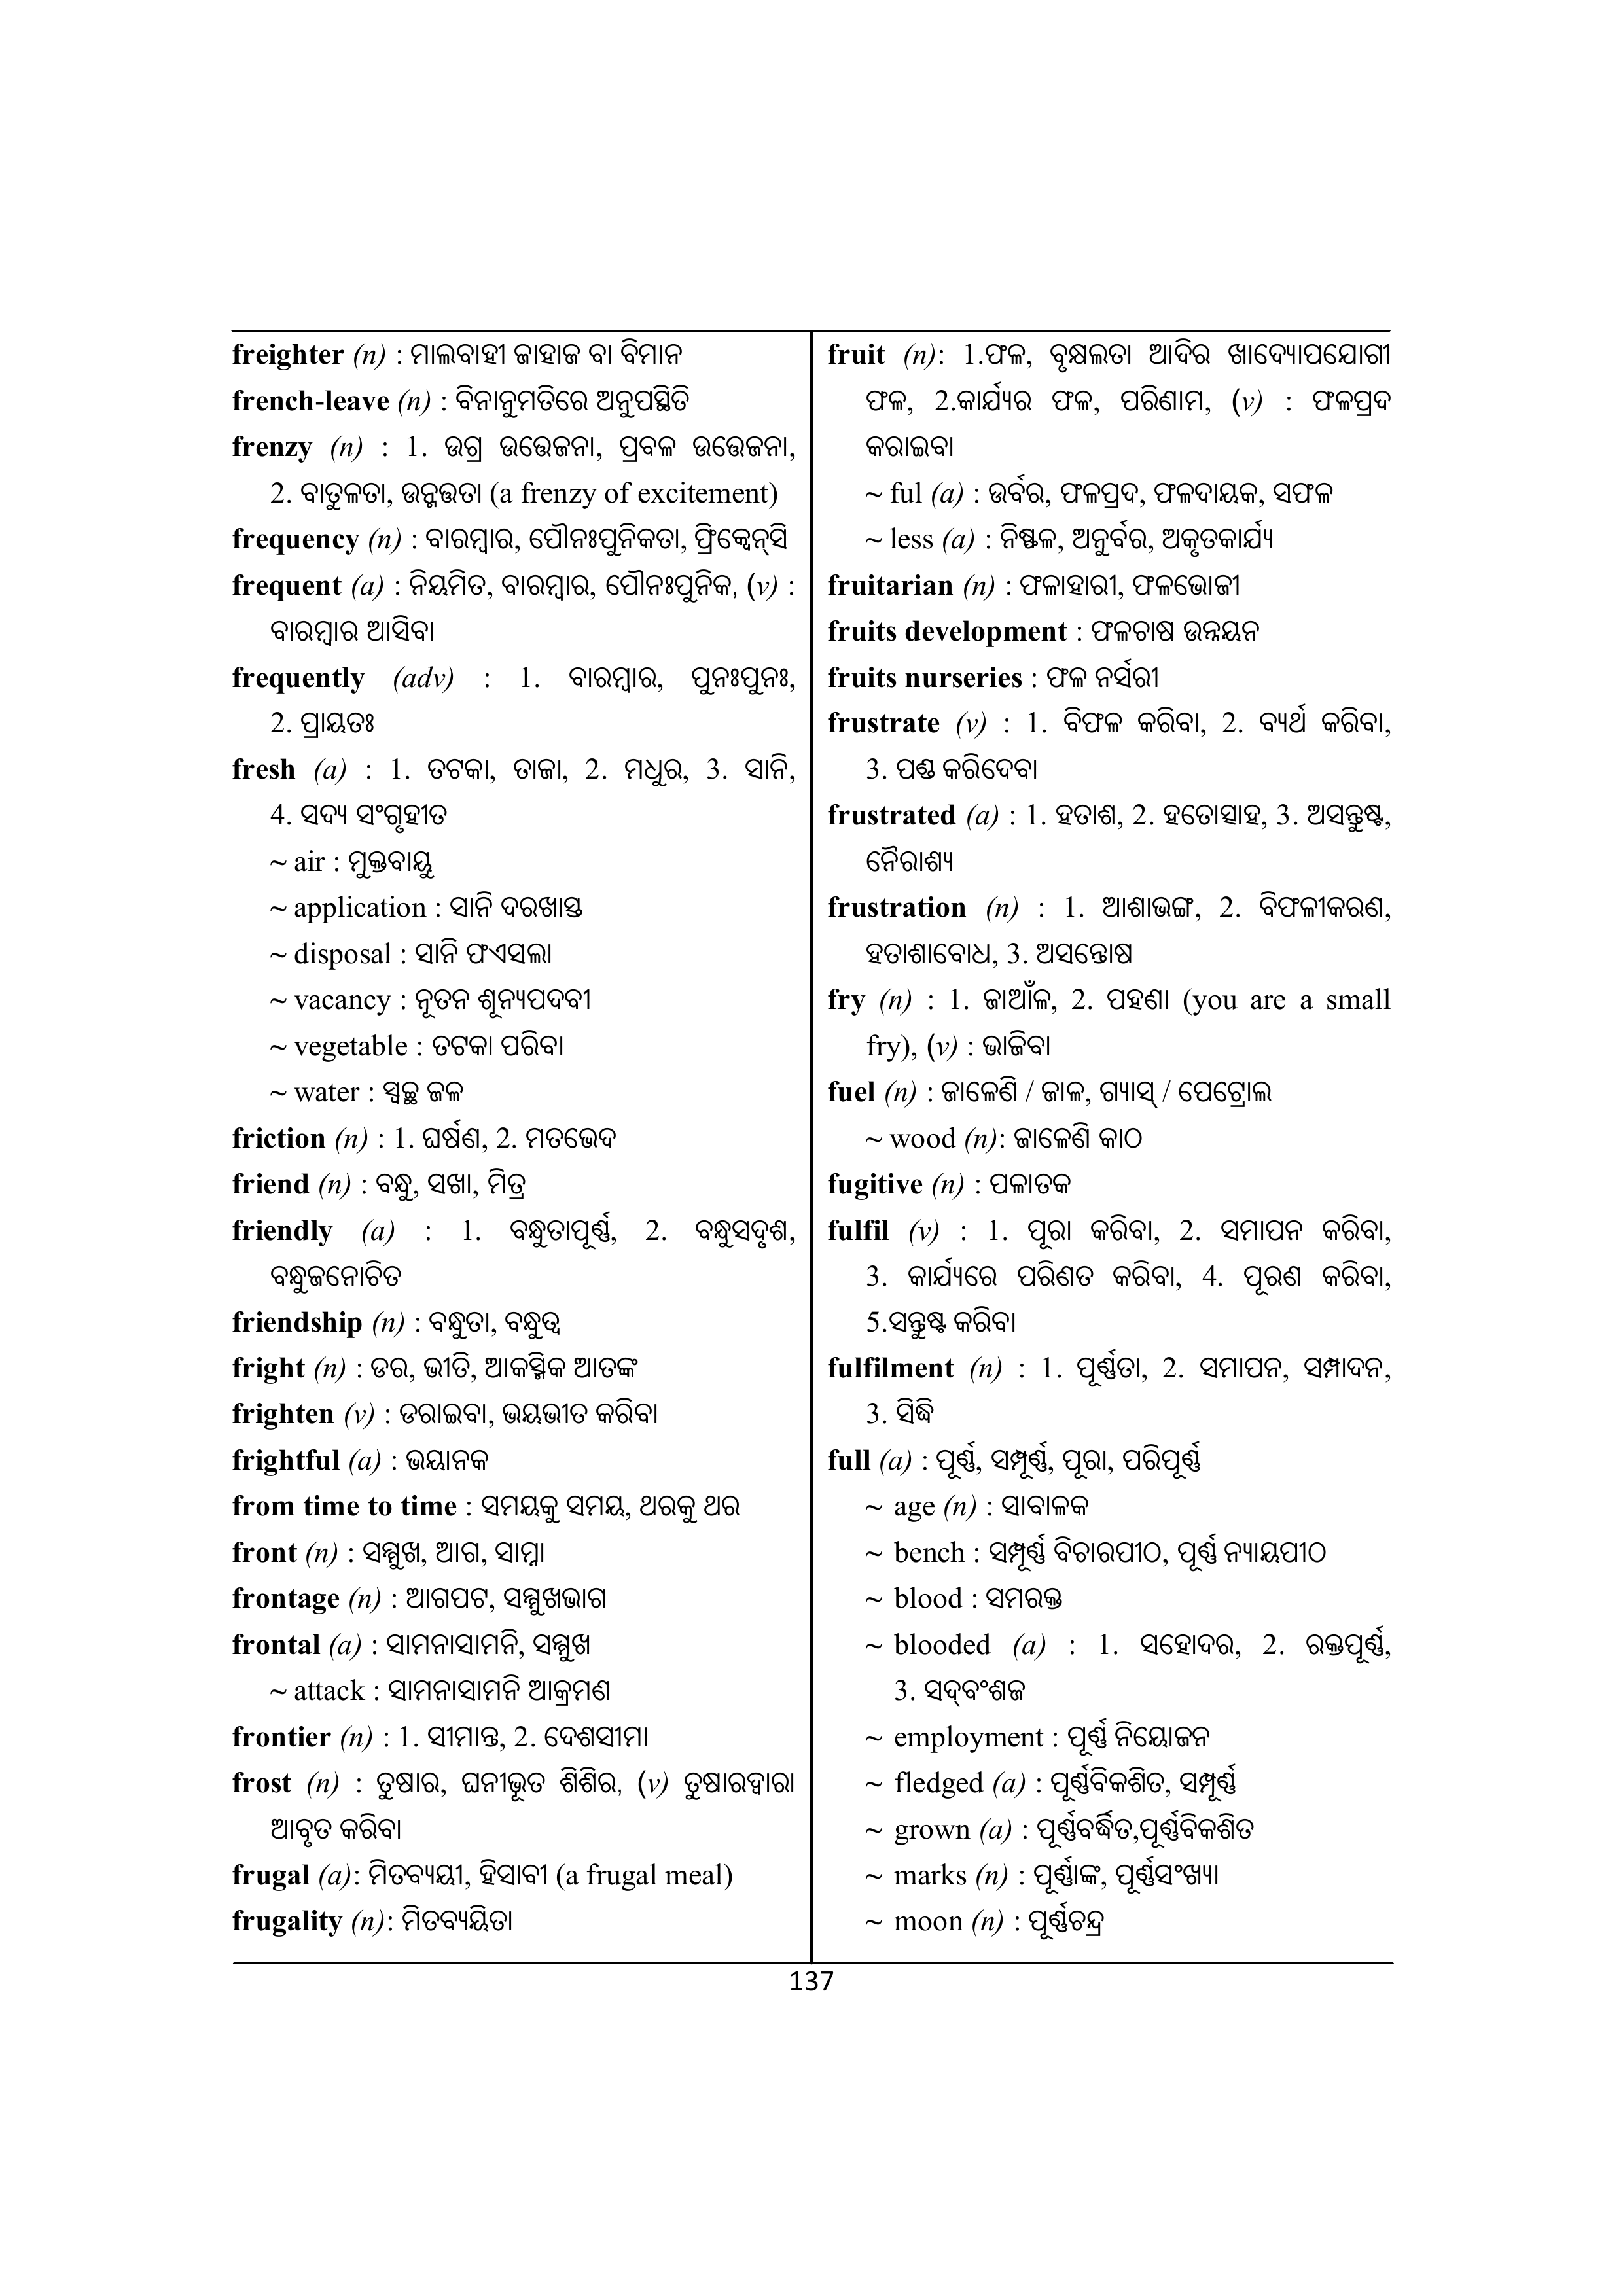 freighter (n) : ମାଲବାହୀ ଜାହାଜ ବା ବିମାନ
french-leave (n) : ବିନାନୁମତିରେ ଅନୁପସ୍ଥିତି
frenzy (n) : 1. ଉଗ୍ର ଉତ୍ତେଜନା, ପ୍ରବଳ ଉତ୍ତେଜନା,
2. ବାତୁଳତା, ଉନ୍ମତ୍ତତା (a frenzy of excitement)
frequency (n) : ବାରମ୍ବାର, ପୌନଃପୁନିକତା, ଫ୍ରିକ୍ୱେନ୍‌ସି
frequent (a) : ନିୟମିତ, ବାରମ୍ବାର, ପୌନଃପୁନିକ, (v) :
ବାରମ୍ବାର ଆସିବା
frequently (adv) : 1. ବାରମ୍ବାର, ପୁନଃପୁନଃ,
2. ପ୍ରାୟତଃ
fresh (a) : 1. ତଟକା, ତାଜା, 2. ମଧୁର, 3. ସାନି,
4. ସଦ୍ୟ ସଂଗୃହୀତ
~ air : ମୁକ୍ତବାୟୁ
~ application : ସାନି ଦରଖାସ୍ତ
~ disposal : ସାନି ଫଏସଲା
~ vacancy : ନୂତନ ଶୂନ୍ୟପଦବୀ
~ vegetable : ତଟକା ପରିବା
~ water : ସ୍ୱଚ୍ଛ ଜଳ
friction (n) : 1. ଘର୍ଷଣ, 2. ମତଭେଦ
friend (n) : ବନ୍ଧୁ, ସଖା, ମିତ୍ର
friendly (a) : 1. ବନ୍ଧୁତାପୂର୍ଣ୍ଣ, 2. ବନ୍ଧୁସଦୃଶ,
ବନ୍ଧୁଜନୋଚିତ
friendship (n) : ବନ୍ଧୁତା, ବନ୍ଧୁତ୍ୱ
fright (n) : ଡର, ଭୀତି, ଆକସ୍ମିକ ଆତଙ୍କ
frighten (v) : ଡରାଇବା, ଭୟଭୀତ କରିବା
frightful (a) : ଭୟାନକ
from time to time : ସମୟକୁ ସମୟ, ଥରକୁ ଥର
front (n) : ସମ୍ମୁଖ, ଆଗ, ସାମ୍ନା
frontage (n) : ଆଗପଟ, ସମ୍ମୁଖଭାଗ
frontal (a) : ସାମନାସାମନି, ସମ୍ମୁଖ
~ attack : ସାମନାସାମନି ଆକ୍ରମଣ
frontier (n) : 1. ସୀମାନ୍ତ, 2. ଦେଶସୀମା
frost (n) : ତୁଷାର, ଘନୀଭୂତ ଶିଶିର, (v) ତୁଷାରଦ୍ୱାରା
ଆବୃତ କରିବା
frugal (a): ମିତବ୍ୟୟୀ, ହିସାବୀ (a frugal meal)
frugality (n): ମିତବ୍ୟୟିତା
fruit (n): 1.ଫଳ, ବୃକ୍ଷଲତା ଆଦିର ଖାଦ୍ୟୋପଯୋଗୀ
ଫଳ, 2.କାର୍ଯ୍ୟର ଫଳ, ପରିଣାମ, (v) : ଫଳପ୍ରଦ
କରାଇବା
~ ful (a) : ଉର୍ବର, ଫଳପ୍ରଦ, ଫଳଦାୟକ, ସଫଳ
~ less (a) : ନିଷ୍ଫଳ, ଅନୁର୍ବର, ଅକୃତକାର୍ଯ୍ୟ
fruitarian (n) : ଫଳାହାରୀ, ଫଳଭୋଜୀ
fruits development : ଫଳଚାଷ ଉନ୍ନୟନ
fruits nurseries : ଫଳ ନର୍ସରୀ
frustrate (v) : 1. ବିଫଳ କରିବା, 2. ବ୍ୟର୍ଥ କରିବା,
3. ପଣ୍ଡ କରିଦେବା
frustrated (a) : 1. ହତାଶ, 2. ହତୋତ୍ସାହ, 3. ଅସନ୍ତୁଷ୍ଟ,
ନୈରାଶ୍ୟ
frustration (n) : 1. ଆଶାଭଙ୍ଗ, 2. ବିଫଳୀକରଣ,
ହତାଶାବୋଧ, 3. ଅସନ୍ତୋଷ
fry (n) : 1. ଜାଆଁଳ, 2. ପହଣା (you are a small
fry), (v) : ଭାଜିବା
fuel (n) : ଜାଳେଣି / ଜାଳ, ଗ୍ୟାସ୍ / ପେଟ୍ରୋଲ
~ wood (n): ଜାଳେଣି କାଠ
fugitive (n) : ପଳାତକ
fulfil (v) : 1. ପୂରା କରିବା, 2. ସମାପନ କରିବା,
3. କାର୍ଯ୍ୟରେ ପରିଣତ କରିବା, 4. ପୂରଣ କରିବା,
5.ସନ୍ତୁଷ୍ଟ କରିବା
fulfilment (n) : 1. ପୂର୍ଣ୍ଣତା, 2. ସମାପନ, ସମ୍ପାଦନ,
3. ସିଦ୍ଧି
full (a) : ପୂର୍ଣ୍ଣ, ସମ୍ପୂର୍ଣ୍ଣ, ପୂରା, ପରିପୂର୍ଣ୍ଣ
~ age (n) : ସାବାଳକ
~ bench : ସମ୍ପୂର୍ଣ୍ଣ ବିଚାରପୀଠ, ପୂର୍ଣ୍ଣ ନ୍ୟାୟପୀଠ
~ blood : ସମରକ୍ତ
~ blooded (a) : 1. ସହୋଦର, 2. ରକ୍ତପୂର୍ଣ୍ଣ,
3. ସଦ୍‌ବଂଶଜ
~ employment : ପୂର୍ଣ୍ଣ ନିୟୋଜନ
~ fledged (a) : ପୂର୍ଣ୍ଣବିକଶିତ, ସମ୍ପୂର୍ଣ୍ଣ
~ grown (a) : ପୂର୍ଣ୍ଣବର୍ଦ୍ଧିତ,ପୂର୍ଣ୍ଣବିକଶିତ
~ marks (n) : ପୂର୍ଣ୍ଣାଙ୍କ, ପୂର୍ଣ୍ଣସଂଖ୍ୟା
~ moon (n) : ପୂର୍ଣ୍ଣଚନ୍ଦ୍ର
137